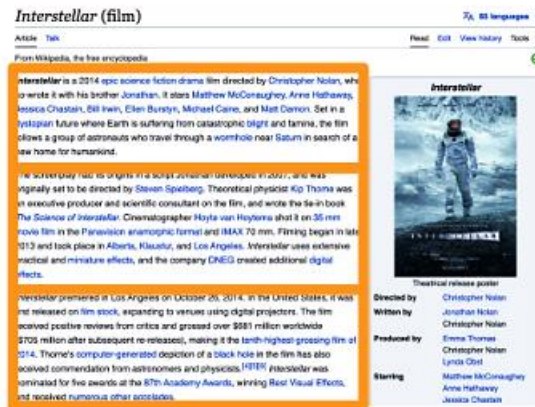 Interstellar (film)
55 languages
Article Talk
Read Edit View history Tools
From Wikipedia, the free encyclopedia
Interstellar is a 2014 epic science fiction drama film directed by Christopher Nolan, who
co-wrote it with his brother Jonathan. It stars Matthew McConaughey, Anne Hathaway,
Jessica Chastain, Bill Irwin, Ellen Burstyn, Michael Caine, and Matt Damon. Set in a
dystopian future where Earth is suffering from catastrophic blight and famine, the film
follows a group of astronauts who travel through a wormhole near Saturn in search of a
new home for humankind.
The screenplay had its origins in a script Jonathan developed in 2007, and was
originally set to be directed by Steven Spielberg. Theoretical physicist Kip Thorne was
an executive producer and scientific consultant on the film, and wrote the tie-in book
The Science of Interstellar. Cinematographer Hoyte van Hoytema shot it on 35 mm
movie film in the Panavision anamorphic format and IMAX 70 mm. Filming began in late
2013 and took place in Alberta, Klaustur, and Los Angeles. Interstellar uses extensive
practical and miniature effects, and the company DNEG created additional digital
effects.
Interstellar premiered in Los Angeles on October 26, 2014. In the United States, it was
first released on film stock, expanding to venues using digital projectors. The film
received positive reviews from critics and grossed over $681 million worldwide
($705 million after subsequent re-releases), making it the tenth-highest-grossing film of
2014. Thorne's computer-generated depiction of a black hole in the film has also
received commendation from astronomers and physicists. Interstellar was
nominated for five awards at the 87th Academy Awards, winning Best Visual Effects,
and received numerous other accolades.
Interstellar
INTERSTELLAR
Theatrical release poster
Directed by Christopher Nolan
Written by Jonathan Nolan
Christopher Nolan
Produced by Emma Thomas
Christopher Nolan
Lynda Obst
Starring Matthew McConaughey
Anne Hathaway
Jessica Chastain